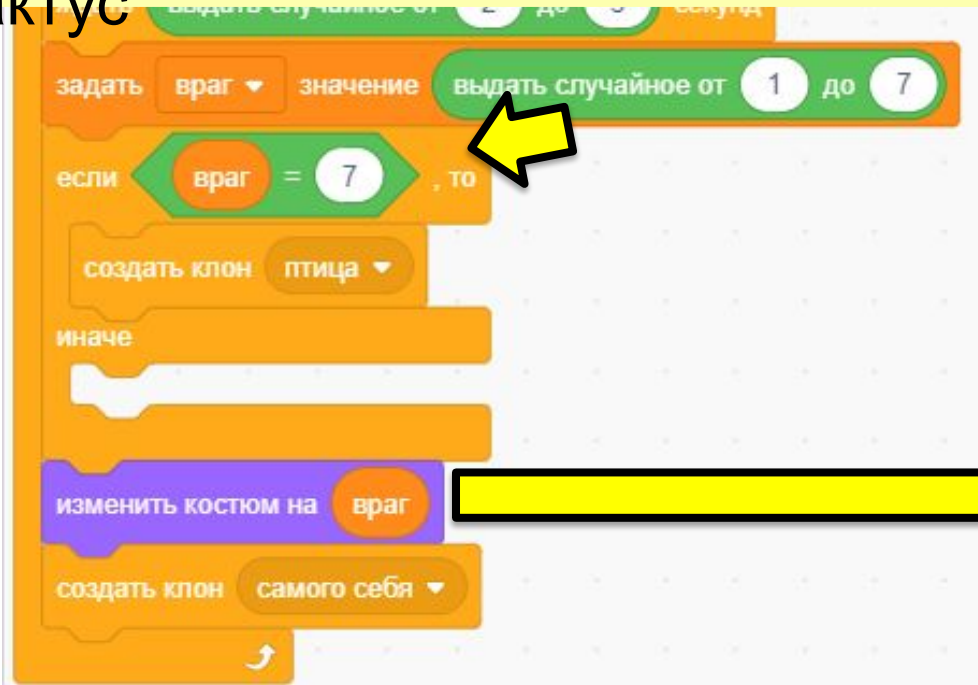 актус
задать враг значение выдать случайное от 1 до 7
если враг = 7 , то
создать клон птица
иначе
изменить костюм на враг
создать клон самого себя